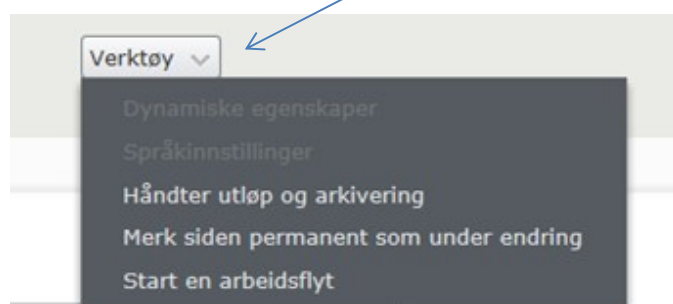 Verktøy
Dynamiske egenskaper
Språkinnstillinger
Håndter utløp og arkivering
Merk siden permanent som under endring
Start en arbeidsflyt